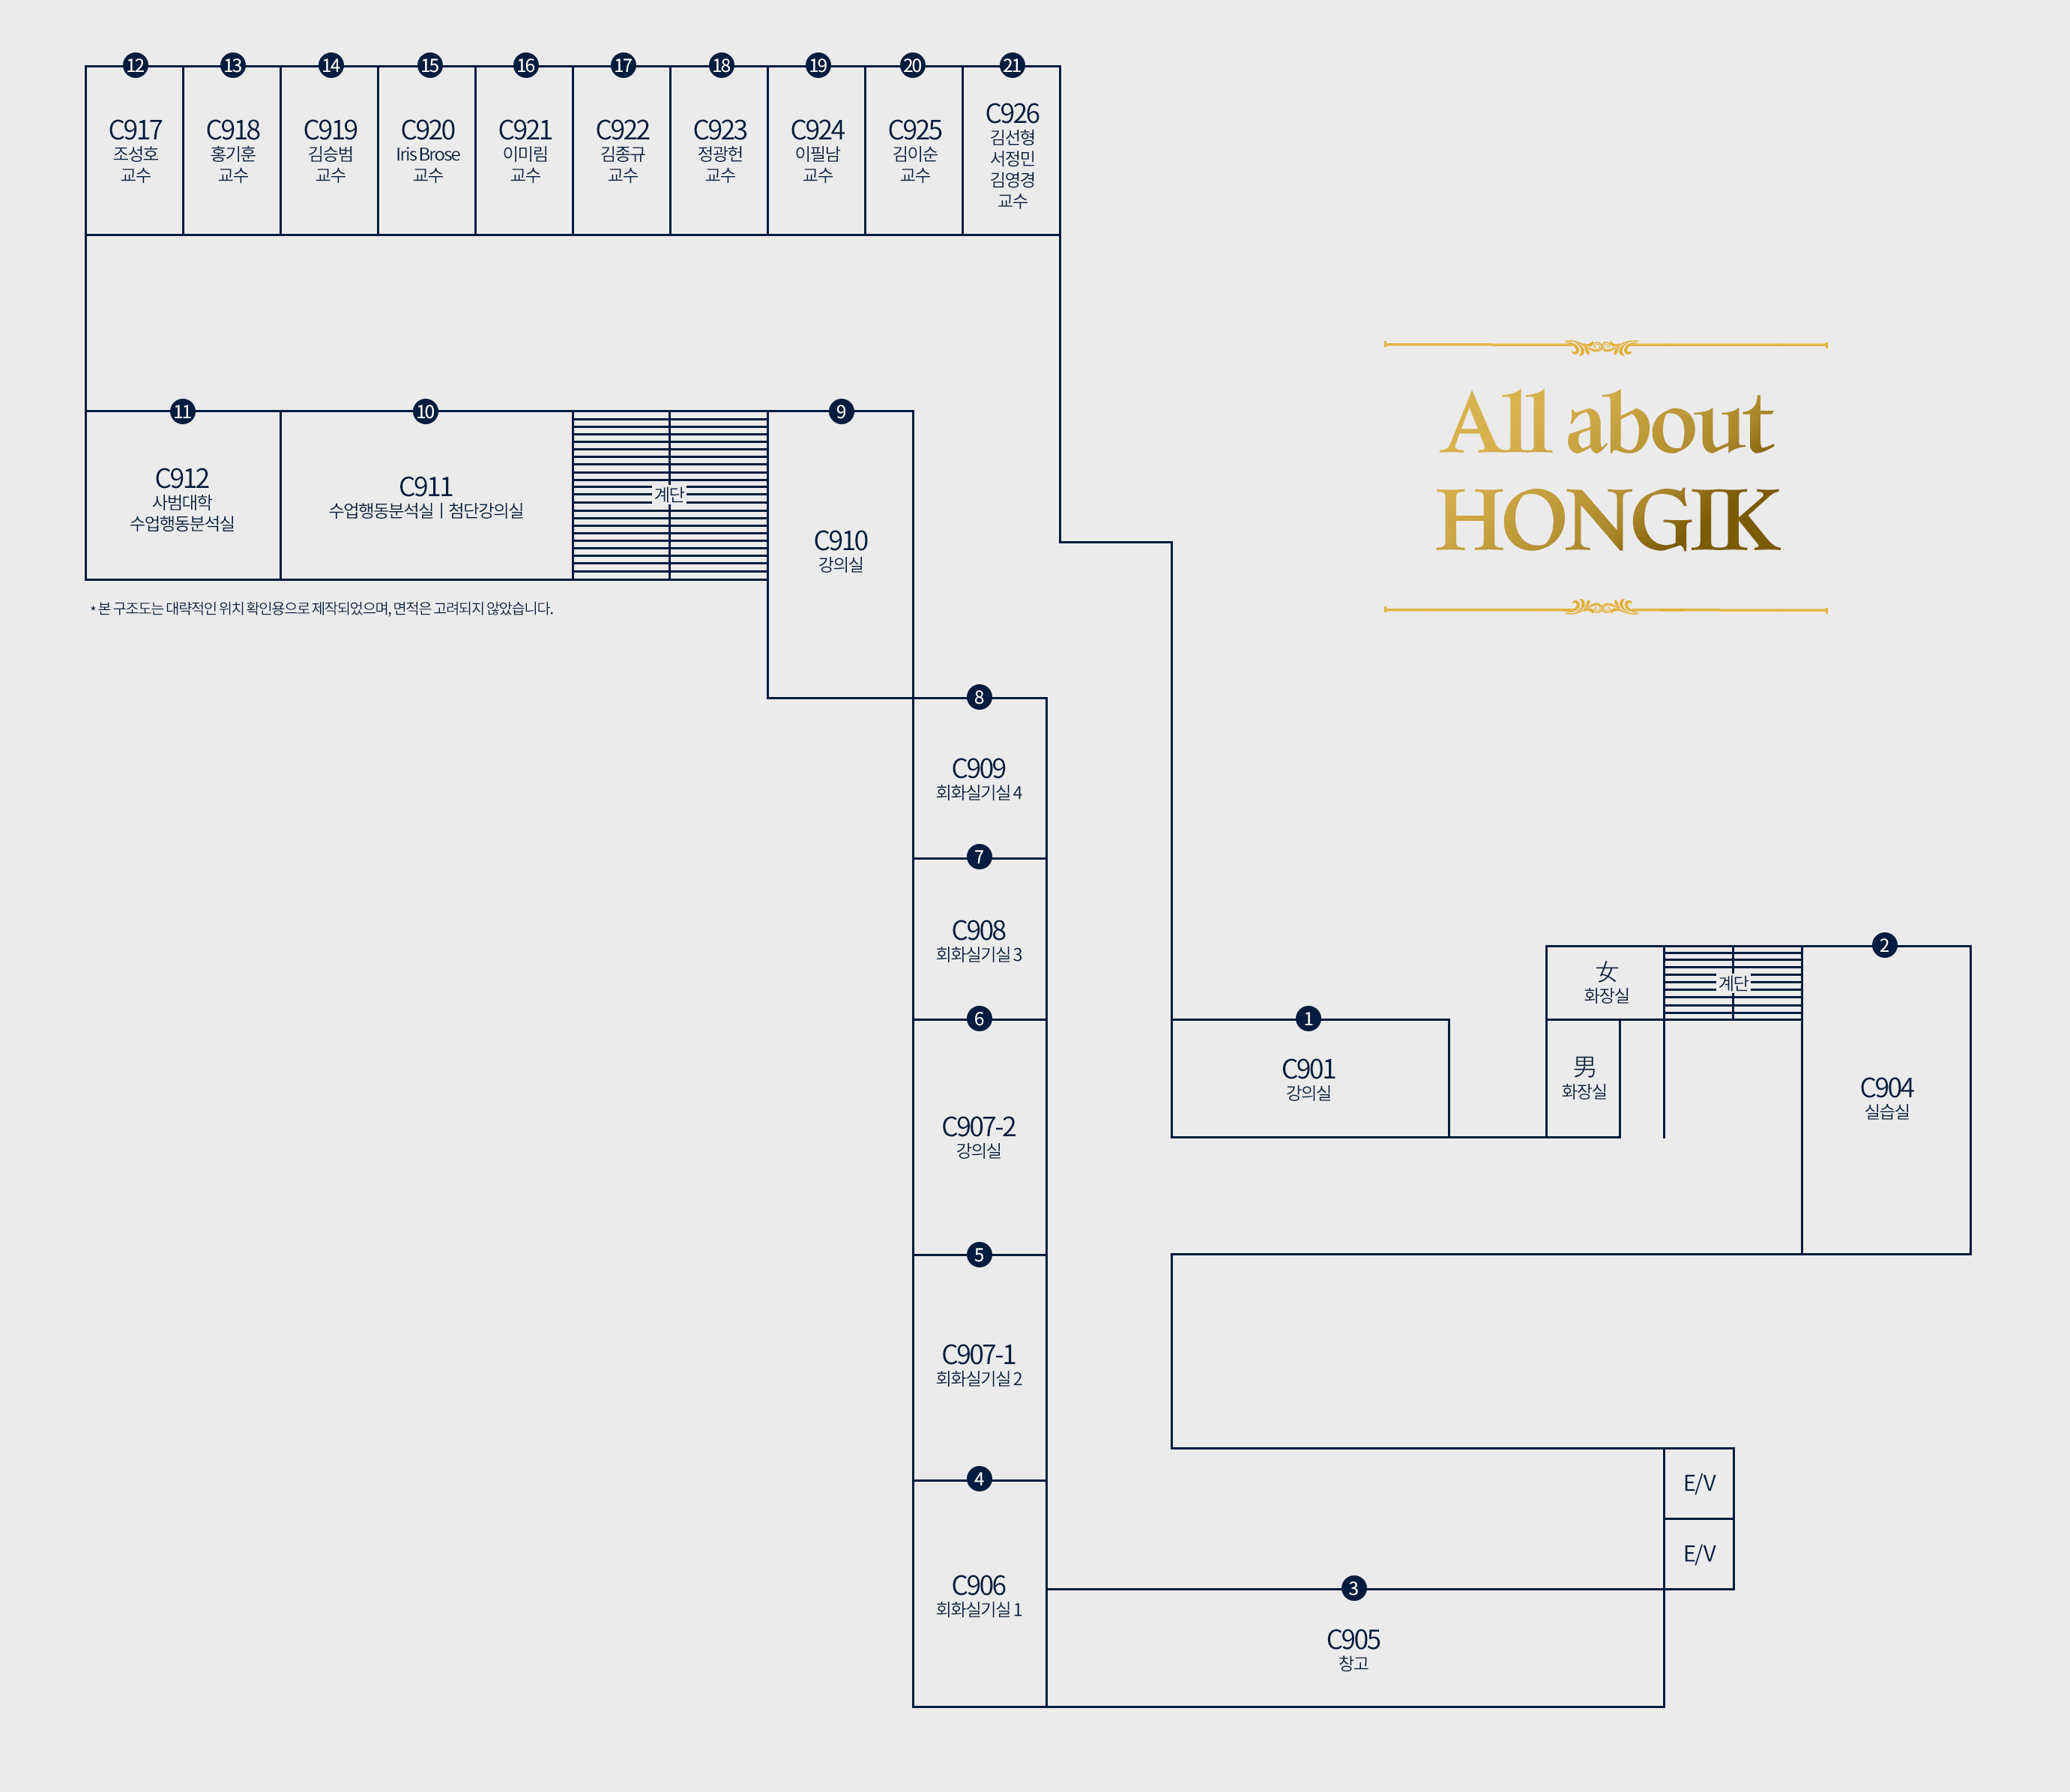 12
C917
조성호
교수
13
C918
홍기훈
교수
14
C919
김승범
교수
15
C920
Iris Brose
교수
16
C921
이미림
교수
17
C922
김종규
교수
18
C923
정광헌
교수
19
C924
이필남
교수
20
C925
김이순
교수
21
C926
김선형
서정민
김영경
교수
All about
HONGIK
11
C912
사범대학
수업행동분석실
10
C911
수업행동분석실 | 첨단강의실
계단
9
C910
강의실
* 본 구조도는 대략적인 위치 확인용으로 제작되었으며, 면적은 고려되지 않았습니다.
8
C909
회화실기실 4
7
C908
회화실기실 3
6
C907-2
강의실
5
C907-1
회화실기실 2
4
C906
회화실기실 1
1
C901
강의실
女
화장실
男
화장실
계단
2
C904
실습실
E/V
E/V
3
C905
창고